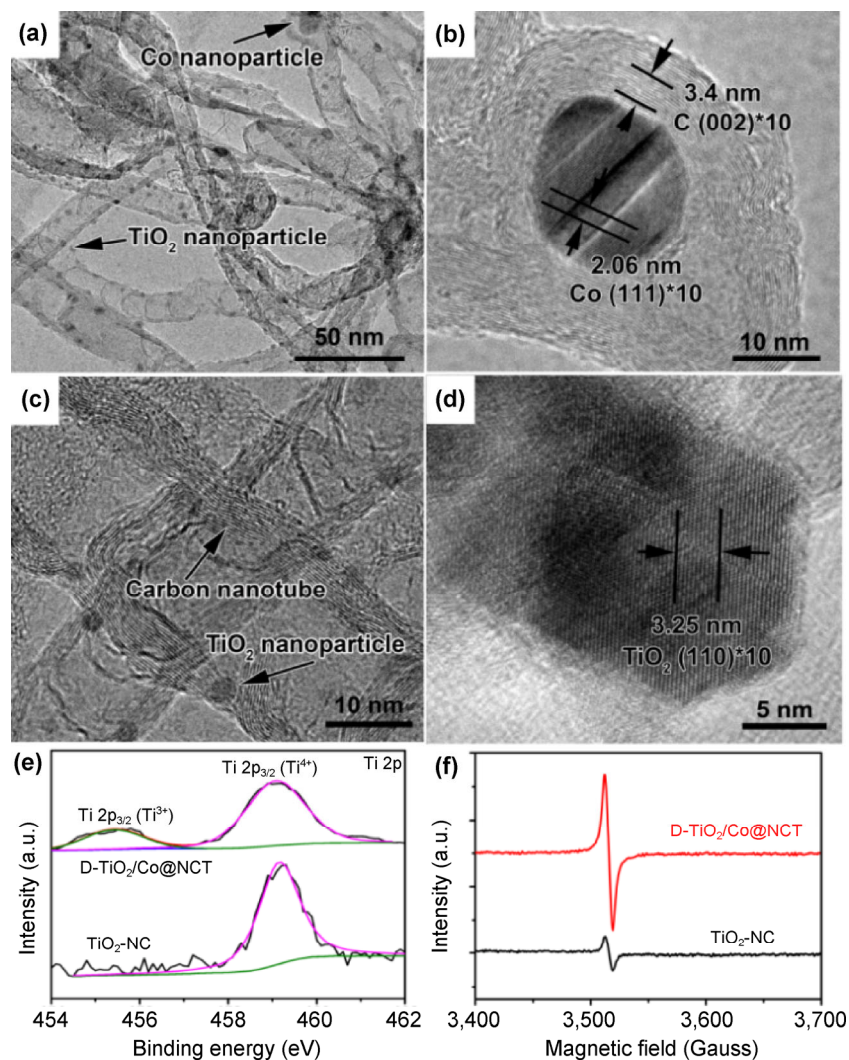 (a)
Co nanoparticle
TiO₂ nanoparticle
50 nm
(b)
3.4 nm
C (002)*10
2.06 nm
Co (111)*10
10 nm
(c)
Carbon nanotube
TiO₂ nanoparticle
10 nm
(d)
3.25 nm
TiO₂ (110)*10
5 nm
(e)
Ti 2p₃/₂ (Ti⁴⁺)
Ti 2p
Ti 2p₃/₂ (Ti³⁺)
D-TiO₂/Co@NCT
TiO₂-NC
Intensity (a.u.)
454 456 458 460 462
Binding energy (eV)
(f)
D-TiO₂/Co@NCT
TiO₂-NC
Intensity (a.u.)
3,400 3,500 3,600 3,700
Magnetic field (Gauss)